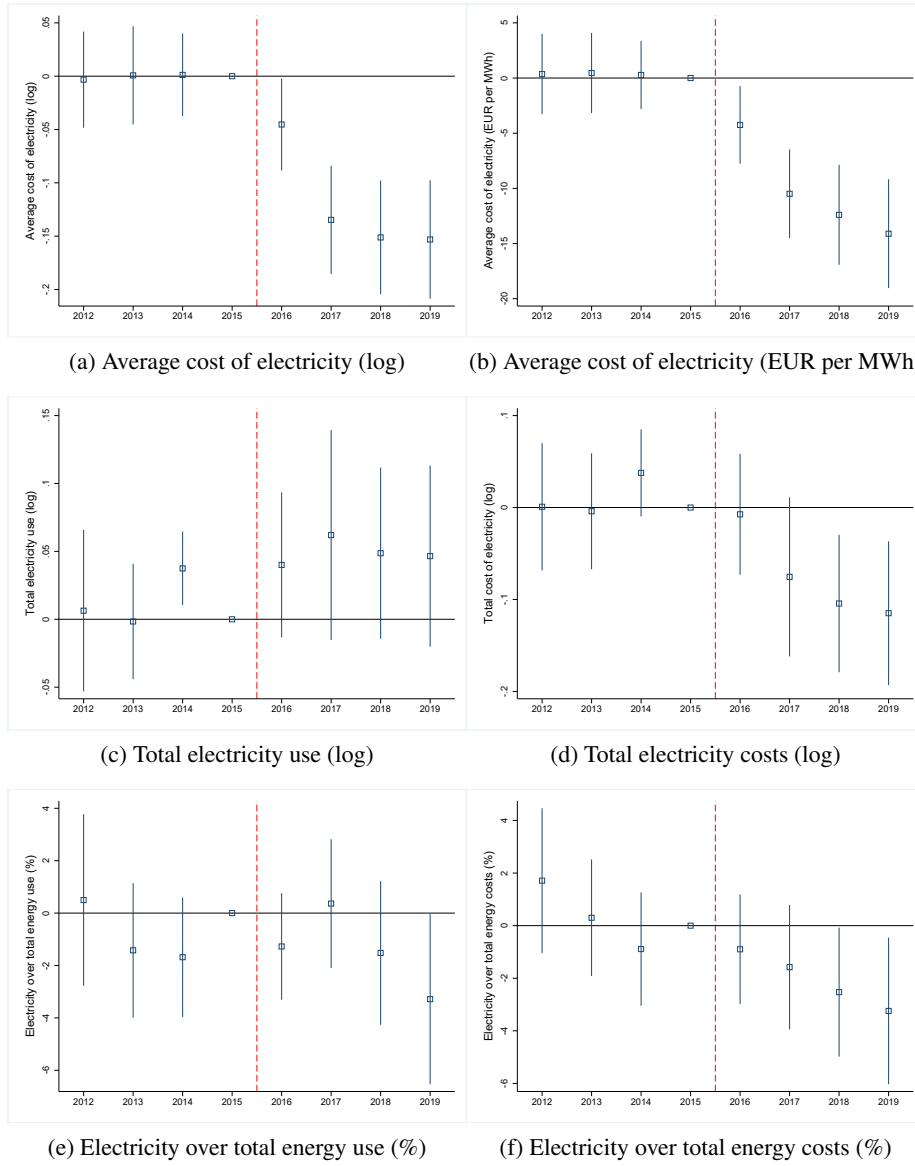 .05
0
-.05
-.1
-.15
-.2
Average cost of electricity (log)
2012 2013 2014 2015 2016 2017 2018 2019
(a) Average cost of electricity (log)
5
0
-5
-10
-15
-20
Average cost of electricity (EUR per MWh)
2012 2013 2014 2015 2016 2017 2018 2019
(b) Average cost of electricity (EUR per MWh
.15
.1
.05
0
-.05
Total electricity use (log)
2012 2013 2014 2015 2016 2017 2018 2019
(c) Total electricity use (log)
.1
0
-.1
-.2
Total cost of electricity (log)
2012 2013 2014 2015 2016 2017 2018 2019
(d) Total electricity costs (log)
4
2
0
-2
-4
-6
Electricity over total energy use (%)
2012 2013 2014 2015 2016 2017 2018 2019
(e) Electricity over total energy use (%)
4
2
0
-2
-4
-6
Electricity over total energy costs (%)
2012 2013 2014 2015 2016 2017 2018 2019
(f) Electricity over total energy costs (%)